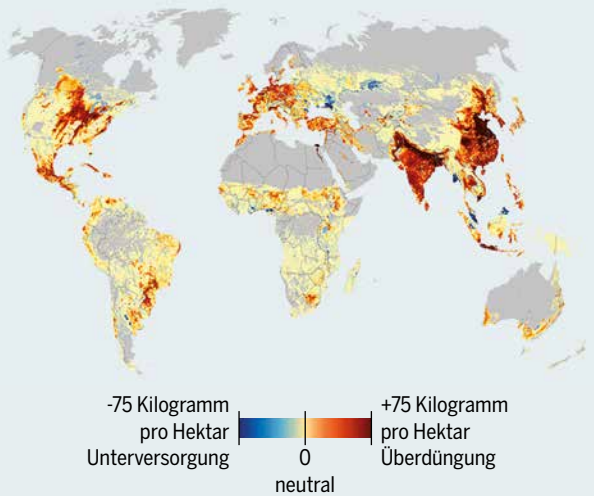 -75 Kilogramm
pro Hektar
Unterversorgung
0
neutral
+75 Kilogramm
pro Hektar
Überdüngung